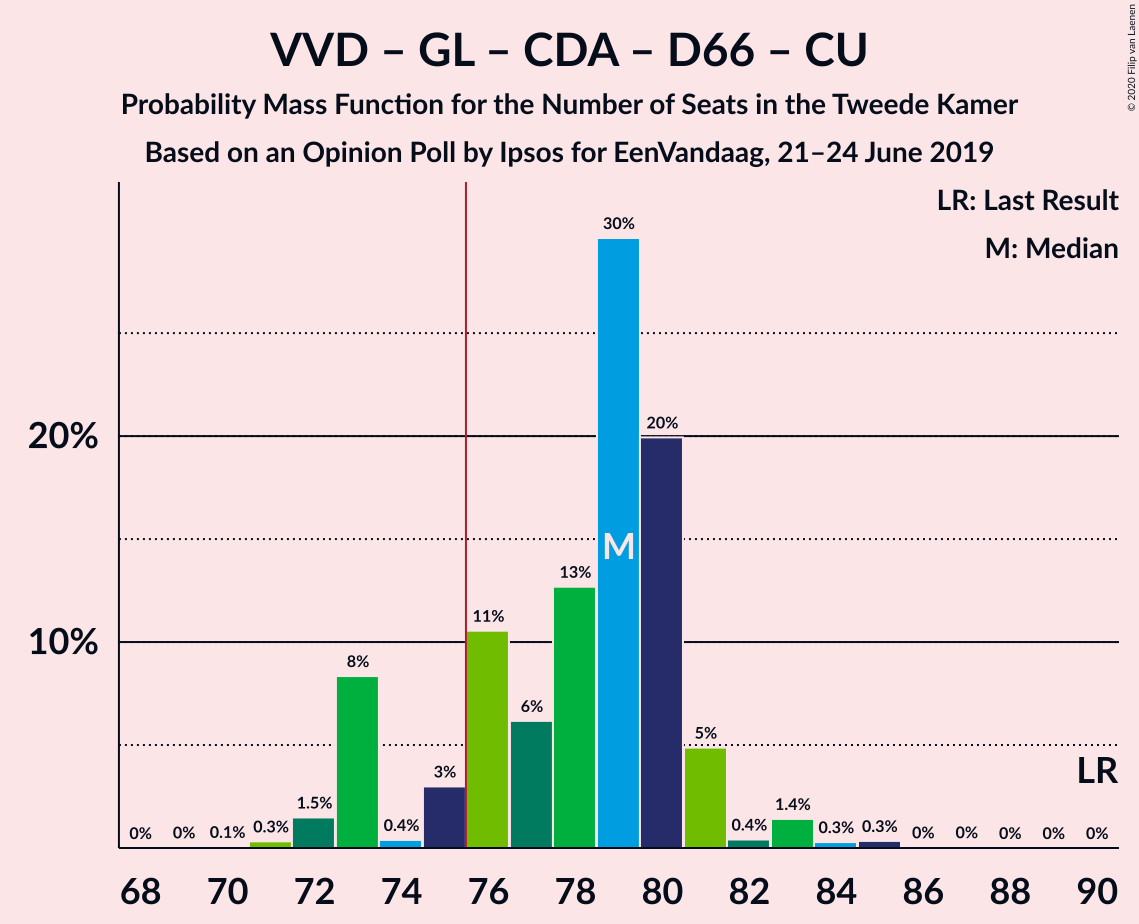 VVD – GL – CDA – D66 – CU
Probability Mass Function for the Number of Seats in the Tweede Kamer
Based on an Opinion Poll by Ipsos for EenVandaag, 21–24 June 2019
© 2020 Filip van Laenen
LR: Last Result
M: Median
20%
10%
0%
0%
0.1%
0.3%
1.5%
8%
0.4%
3%
11%
6%
13%
30%
20%
5%
0.4%
1.4%
0.3%
0.3%
0%
0%
0%
0%
0%
M
LR
68 70 72 74 76 78 80 82 84 86 88 90